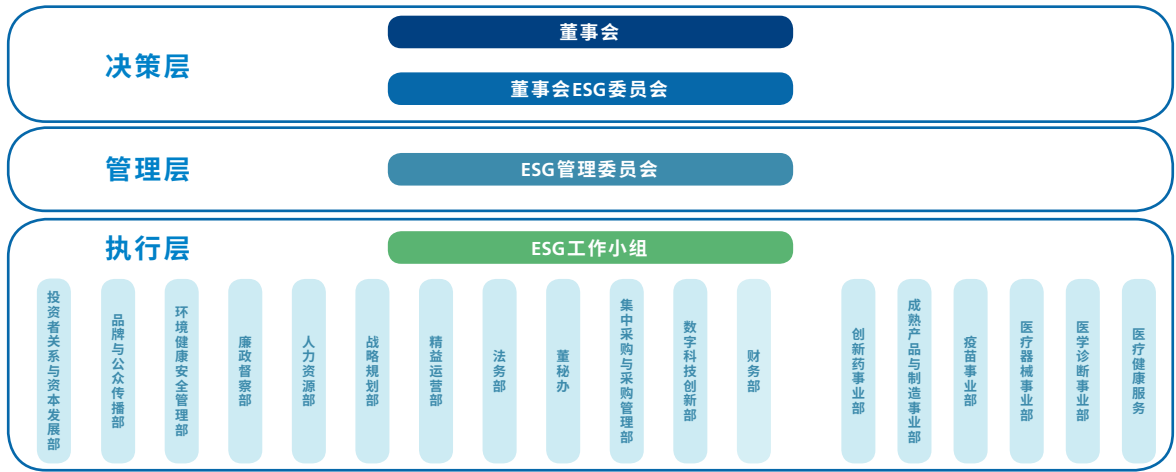 决策层
董事会
董事会ESG委员会
管理层
ESG管理委员会
执行层
ESG工作小组
投资者关系与资本发展部
品牌与公众传播部
环境健康安全管理部
廉政督察部
人力资源部
战略规划部
精益运营部
法务部
董秘办
集中采购与采购管理部
数字科技创新部
财务部
创新药事业部
成熟产品与制造事业部
疫苗事业部
医疗器械事业部
医学诊断事业部
医疗健康服务